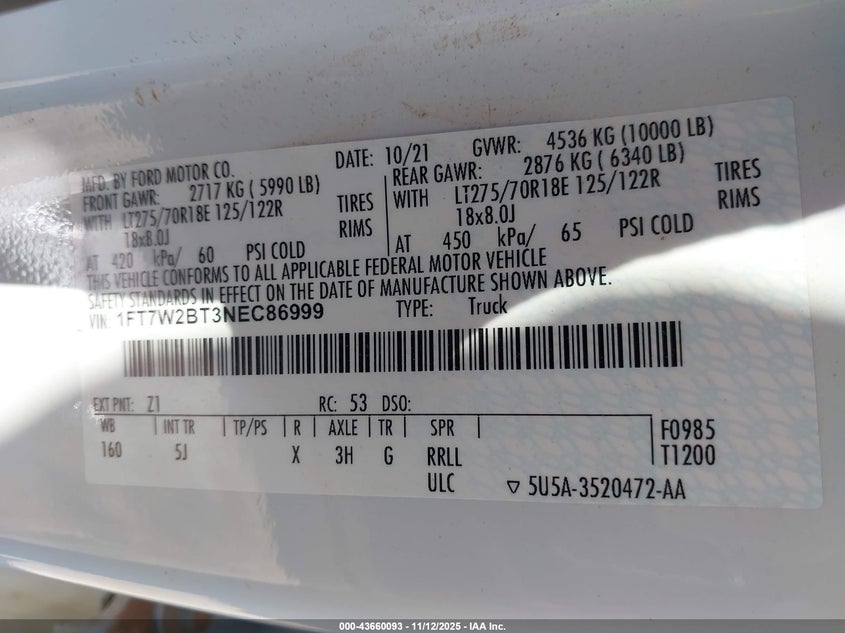 MFD. BY FORD MOTOR CO.
DATE: 10/21
GVWR: 4536 KG (10000 LB)
FRONT GAWR: 2717 KG ( 5990 LB)
WITH LT275/70R18E 125/122R TIRES
18x8.0J RIMS
AT 420 kPa/ 60 PSI COLD
REAR GAWR: 2876 KG ( 6340 LB)
WITH LT275/70R18E 125/122R TIRES
18x8.0J RIMS
AT 450 kPa/ 65 PSI COLD
THIS VEHICLE CONFORMS TO ALL APPLICABLE FEDERAL MOTOR VEHICLE
SAFETY STANDARDS IN EFFECT ON THE DATE OF MANUFACTURE SHOWN ABOVE.
VIN: 1FT7W2BT3NEC86999 TYPE: Truck
EXT PNT: Z1 RC: 53 DSO:
WB INT TR TP/PS R AXLE TR SPR F0985
160 5J X 3H G RRLL T1200
ULC ▽ 5U5A-3520472-AA
000-43660093 - 11/12/2025 - IAA Inc.